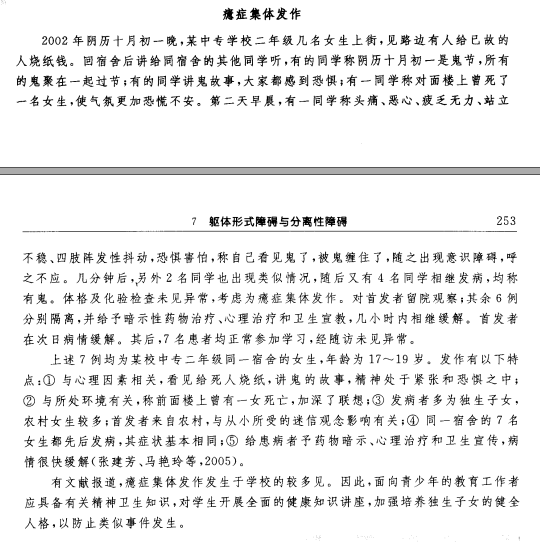 癔症集体发作
2002 年阴历十月初一晚,某中专学校二年级几名女生上街,见路边有人给已故的
人烧纸钱。回宿舍后讲给同宿舍的其他同学听,有的同学称阴历十月初一是鬼节,所有
的鬼聚在一起过节;有的同学讲鬼故事,大家都感到恐惧;有一同学称对面楼上曾死了
一名女生,使气氛更加恐慌不安。第二天早晨,有一同学称头痛、恶心、疲乏无力、站立
7 躯体形式障碍与分离性障碍 253
不稳、四肢阵发性抖动,恐惧害怕,称自己看见鬼了,被鬼缠住了,随之出现意识障碍,呼
之不应。几分钟后,另外 2 名同学也出现类似情况,随后又有 4 名同学相继发病,均称
有鬼。体格及化验检查未见异常,考虑为癔症集体发作。对首发者留院观察;其余 6 例
分别隔离,并给予暗示性药物治疗、心理治疗和卫生宣教,几小时内相继缓解。首发者
在次日病情缓解。其后,7 名患者均正常参加学习,经随访未见异常。
上述 7 例均为某校中专二年级同一宿舍的女生,年龄为 17～19 岁。发作有以下特
点:① 与心理因素相关,看见给死人烧纸,讲鬼的故事,精神处于紧张和恐惧之中;
② 与所处环境有关,称前面楼上曾有一女死亡,加深了联想;③ 发病者多为独生子女,
农村女生较多;首发者来自农村,与从小所受的迷信观念影响有关;④ 同一宿舍的 7 名
女生都先后发病,其症状基本相同;⑤ 给患病者予药物暗示、心理治疗和卫生宣传,病
情很快缓解(张建芳、马艳玲等,2005)。
有文献报道,癔症集体发作发生于学校的较多见。因此,面向青少年的教育工作者
应具备有关精神卫生知识,对学生开展全面的健康知识讲座,加强培养独生子女的健全
人格,以防止类似事件发生。